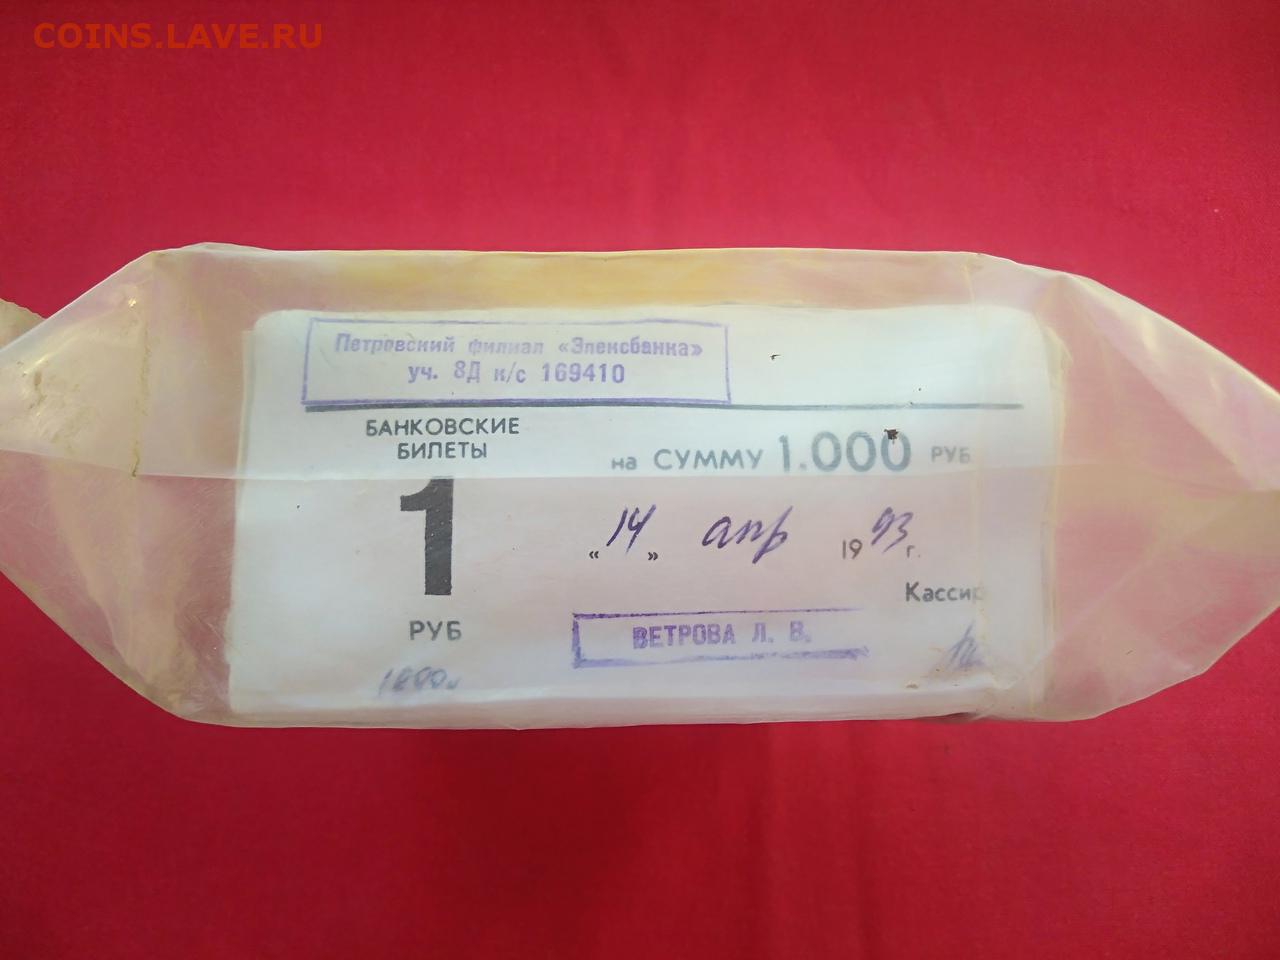 COINS.LAVE.RU
Петровский филиал «Элексбанка»
уч. 8Д к/с 169410
БАНКОВСКИЕ
БИЛЕТЫ
на СУММУ 1.000 РУБ
1
«14» апр 1993 г.
Кассир
РУБ
ВЕТРОВА Л. В.